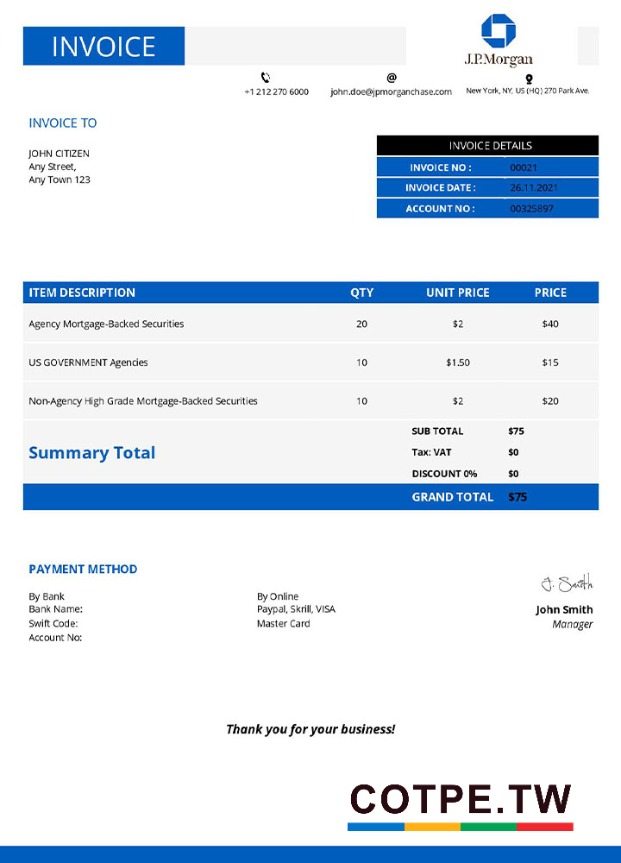 INVOICE
J.P.Morgan
+1 212 270 6000
@
john.doe@jpmorganchase.com
New York, NY, US (HQ) 270 Park Ave.
INVOICE TO
JOHN CITIZEN
Any Street,
Any Town 123
INVOICE DETAILS
INVOICE NO : 00021
INVOICE DATE : 26.11.2021
ACCOUNT NO : 00325897
ITEM DESCRIPTION QTY UNIT PRICE PRICE
Agency Mortgage-Backed Securities 20 $2 $40
US GOVERNMENT Agencies 10 $1.50 $15
Non-Agency High Grade Mortgage-Backed Securities 10 $2 $20
Summary Total
SUB TOTAL $75
Tax: VAT $0
DISCOUNT 0% $0
GRAND TOTAL $75
PAYMENT METHOD
By Bank
Bank Name:
Swift Code:
Account No:
By Online
Paypal, Skrill, VISA
Master Card
J. Smith
John Smith
Manager
Thank you for your business!
COTPE.TW